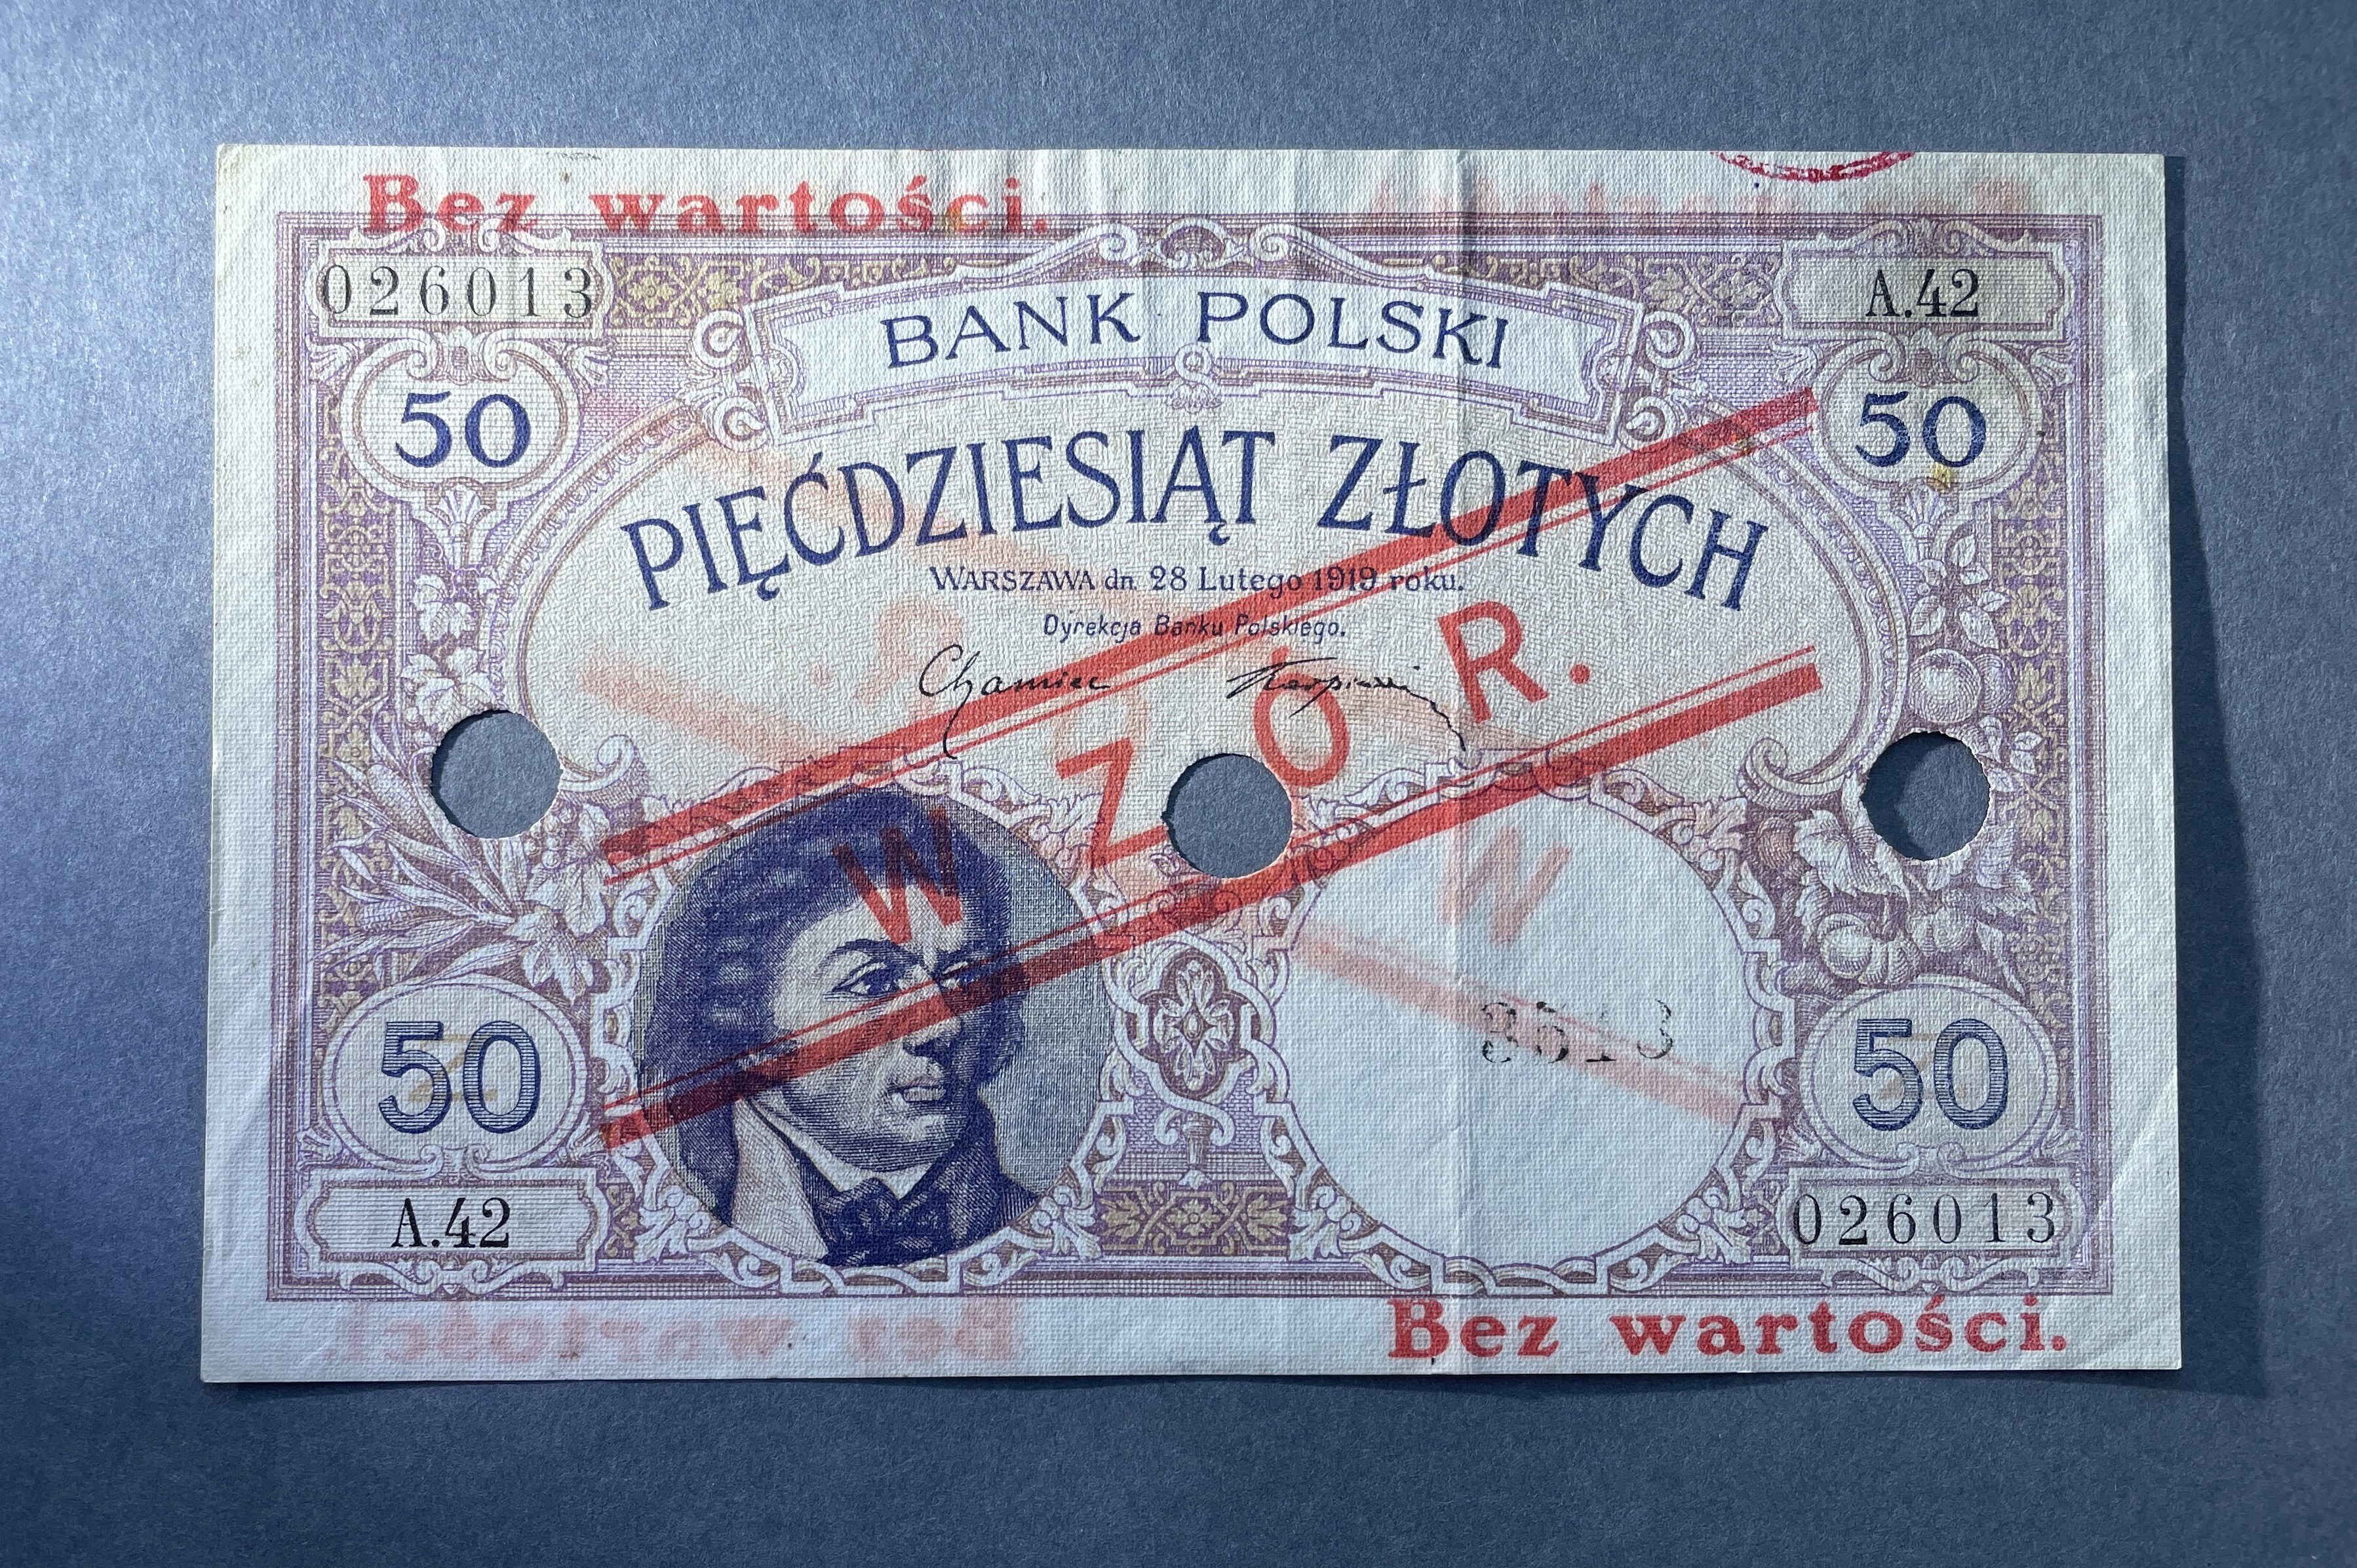 Bez wartości.
026013
A.42
BANK POLSKI
50
50
PIĘĆDZIESIĄT ZŁOTYCH
WARSZAWA dn. 28 Lutego 1919 roku.
Dyrekcja Banku Polskiego.
WZÓR.
50
50
A.42
026013
Bez wartości.